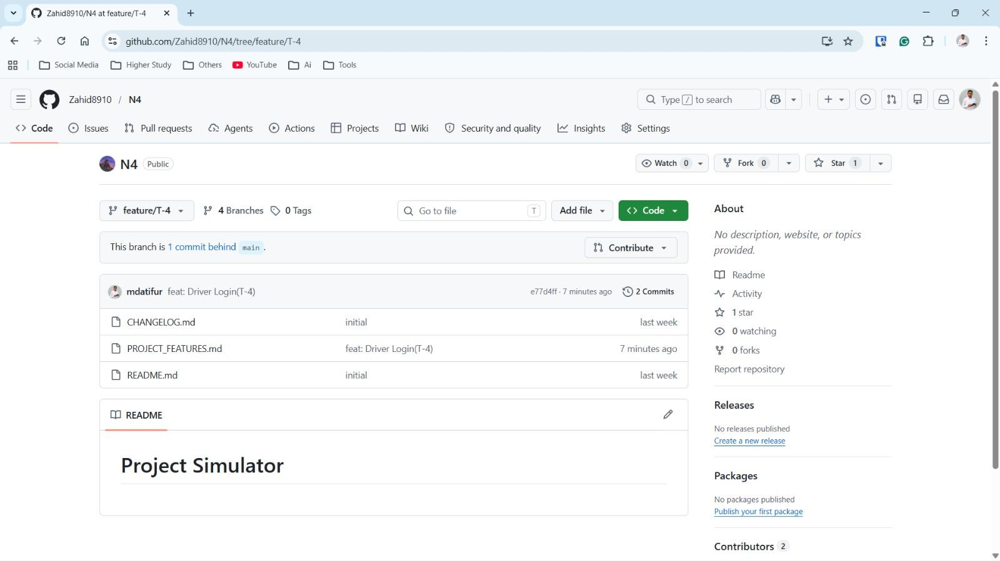 Zahid8910/N4 at feature/T-4
github.com/Zahid8910/N4/tree/feature/T-4
Social Media Higher Study Others YouTube Ai Tools
Zahid8910 / N4 Type / to search
Code Issues Pull requests Agents Actions Projects Wiki Security and quality Insights Settings
N4 Public Watch 0 Fork 0 Star 1
feature/T-4 4 Branches 0 Tags Go to file T Add file Code
This branch is 1 commit behind main . Contribute
mdatifur feat: Driver Login(T-4) e77d4ff · 7 minutes ago 2 Commits
CHANGELOG.md initial last week
PROJECT_FEATURES.md feat: Driver Login(T-4) 7 minutes ago
README.md initial last week
README
Project Simulator
About
No description, website, or topics
provided.
Readme
Activity
1 star
0 watching
0 forks
Report repository
Releases
No releases published
Create a new release
Packages
No packages published
Publish your first package
Contributors 2